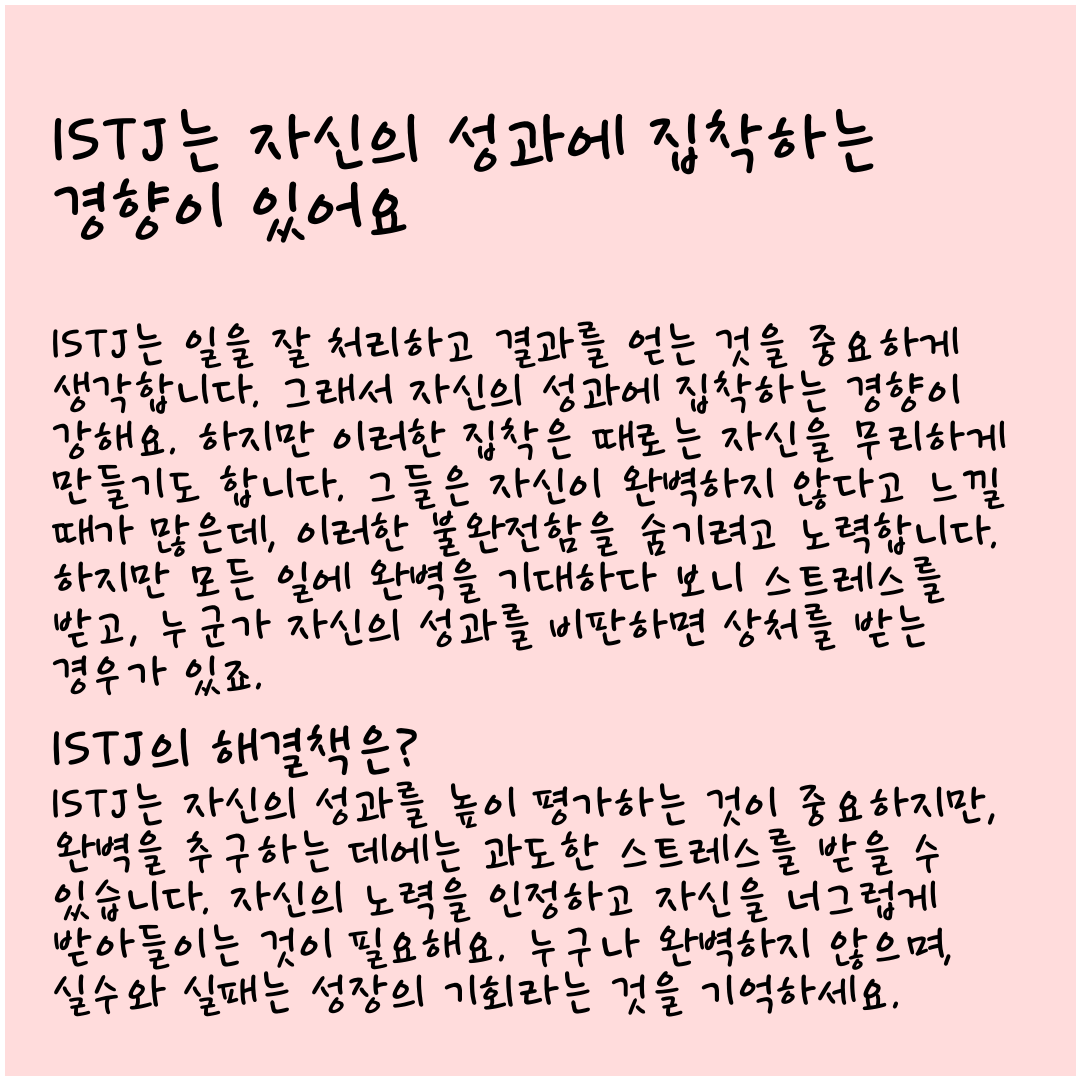 ISTJ는 자신의 성과에 집착하는
경향이 있어요
ISTJ는 일을 잘 처리하고 결과를 얻는 것을 중요하게
생각합니다. 그래서 자신의 성과에 집착하는 경향이
강해요. 하지만 이러한 집착은 때로는 자신을 무리하게
만들기도 합니다. 그들은 자신이 완벽하지 않다고 느낄
때가 많은데, 이러한 불완전함을 숨기려고 노력합니다.
하지만 모든 일에 완벽을 기대하다 보니 스트레스를
받고, 누군가 자신의 성과를 비판하면 상처를 받는
경우가 있죠.
ISTJ의 해결책은?
ISTJ는 자신의 성과를 높이 평가하는 것이 중요하지만,
완벽을 추구하는 데에는 과도한 스트레스를 받을 수
있습니다. 자신의 노력을 인정하고 자신을 너그럽게
받아들이는 것이 필요해요. 누구나 완벽하지 않으며,
실수와 실패는 성장의 기회라는 것을 기억하세요.